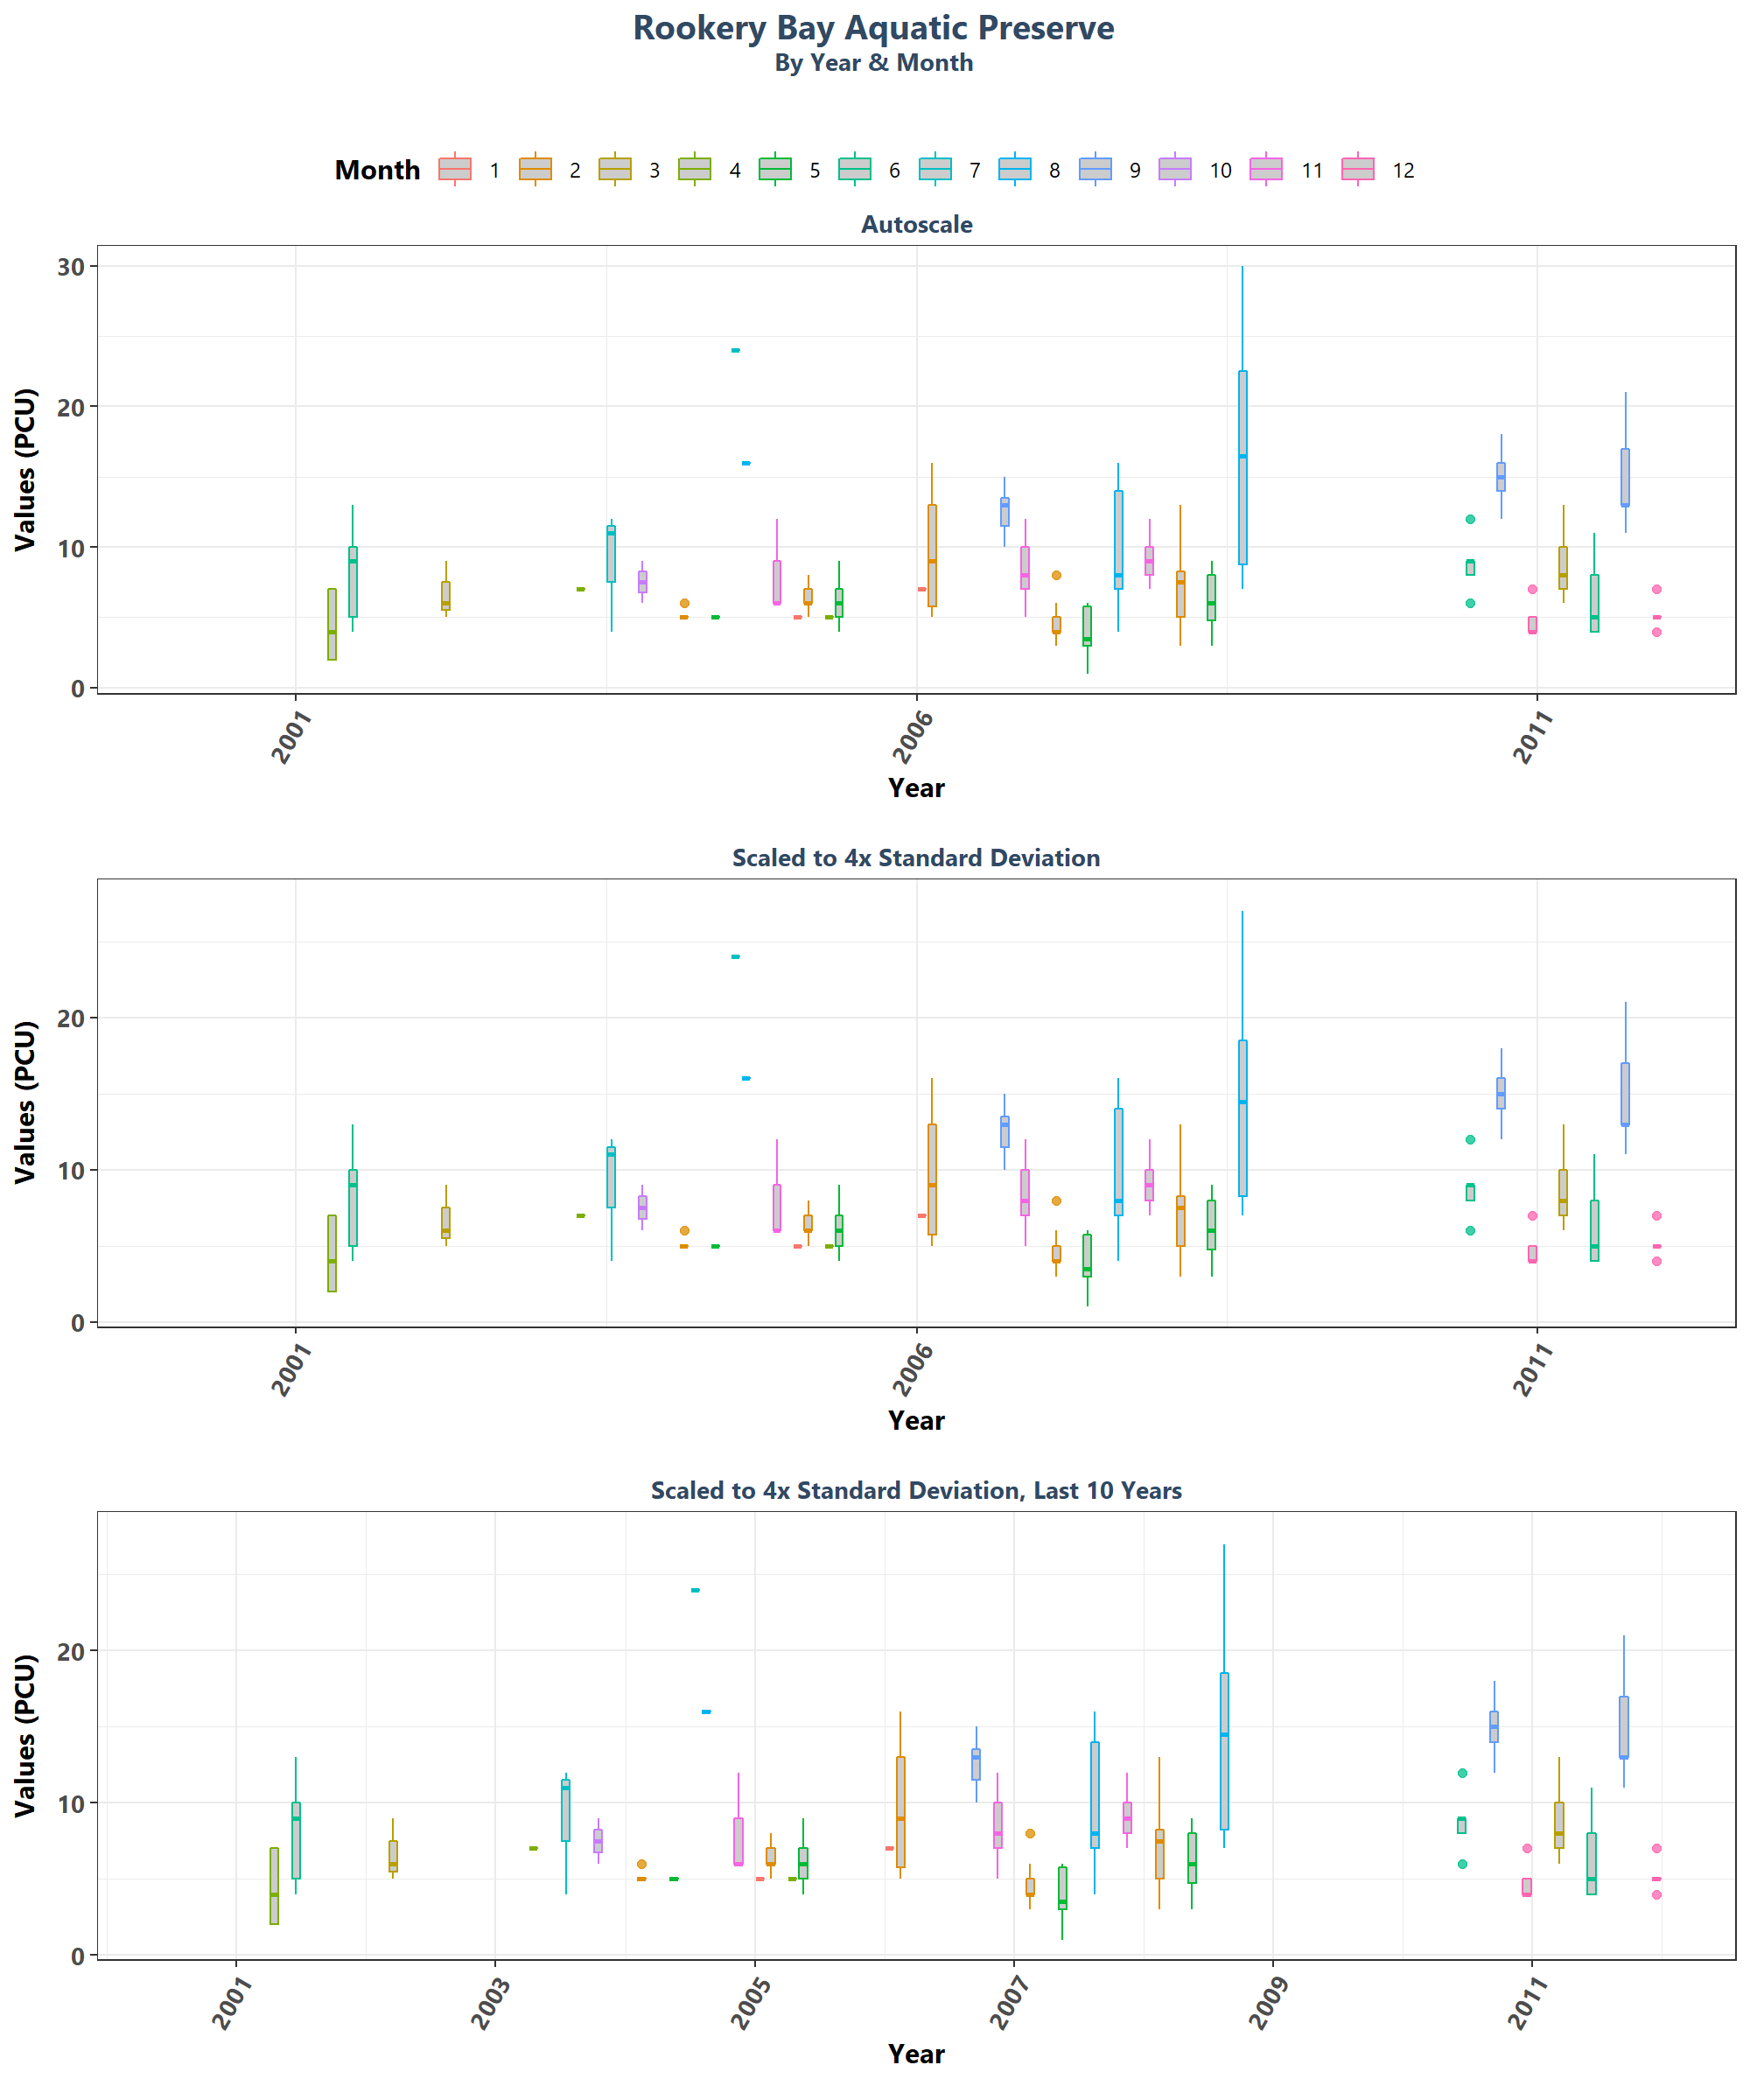 Rookery Bay Aquatic Preserve
By Year & Month
Month 1 2 3 4 5 6 7 8 9 10 11 12
Autoscale
Values (PCU)
30
20
10
0
2001 2006 2011
Year
Scaled to 4x Standard Deviation
Values (PCU)
20
10
0
2001 2006 2011
Year
Scaled to 4x Standard Deviation, Last 10 Years
Values (PCU)
20
10
0
2001 2003 2005 2007 2009 2011
Year